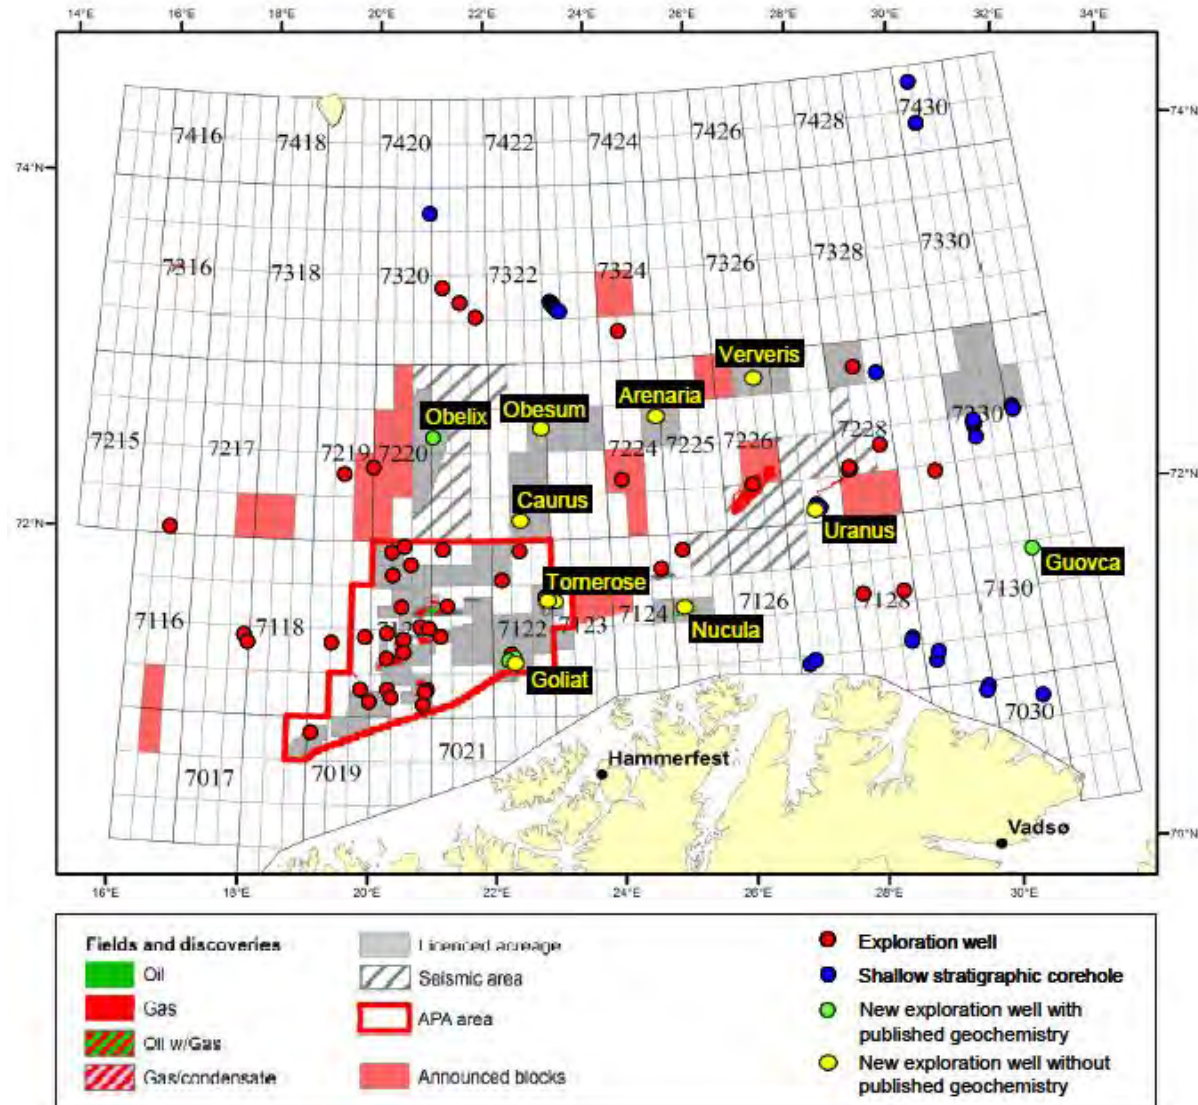 14°E 16°E 18°E 20°E 22°E 24°E 26°E 28°E 30°E 32°E 34°E
7430
7428
74°N
7426
7416 7418 7420 7422 7424
74°N
7330
7328
7326
7316 7318 7320 7322 7324
Ververis
Arenaria
Obesum
Obelix
7230
7228
7226
7225
7224
7215 7217 7219 7220
72°N
Caurus
72°N
Uranus
Guovca
Tornerose
7130
7128
7126
7124
7123
7122
7116 7118
Nucula
Goliat
7030
7021
Hammerfest
7019
7017
Vadsø
70°N
16°E 18°E 20°E 22°E 24°E 26°E 28°E 30°E
Fields and discoveries
Oil
Gas
Oil w/Gas
Gas/condensate
Licenced acreage
Seismic area
APA area
Announced blocks
Exploration well
Shallow stratigraphic corehole
New exploration well with
published geochemistry
New exploration well without
published geochemistry